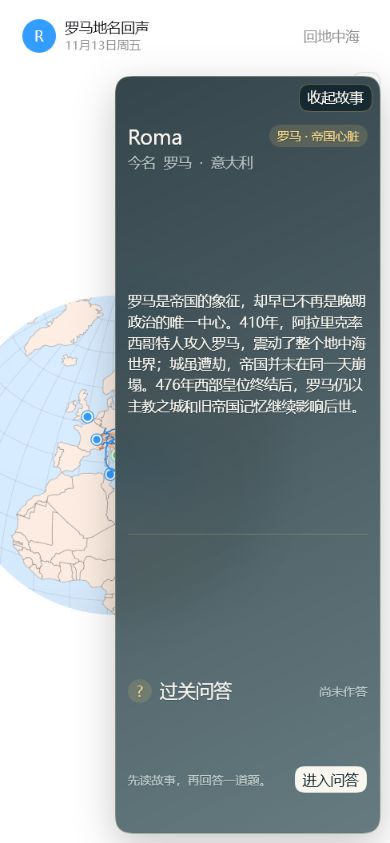 R
罗马地名回声
11月13日周五
回地中海
收起故事
Roma
罗马 · 帝国心脏
今名 罗马 · 意大利
罗马是帝国的象征，却早已不再是晚期
政治的唯一中心。410年，阿拉里克率
西哥特人攻入罗马，震动了整个地中海
世界；城虽遭劫，帝国并未在同一天崩
塌。476年西部皇位终结后，罗马仍以
主教之城和旧帝国记忆继续影响后世。
?
过关问答
尚未作答
先读故事，再回答一道题。
进入问答